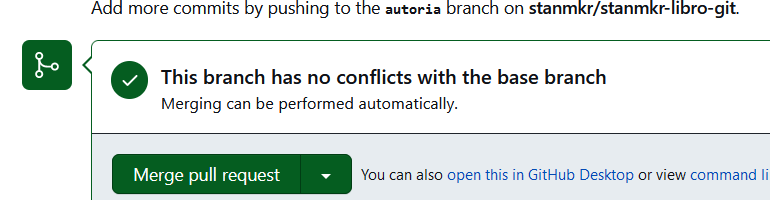 Add more commits by pushing to the autoria branch on stanmkr/stanmkr-libro-git.
This branch has no conflicts with the base branch
Merging can be performed automatically.
Merge pull request
You can also open this in GitHub Desktop or view command li